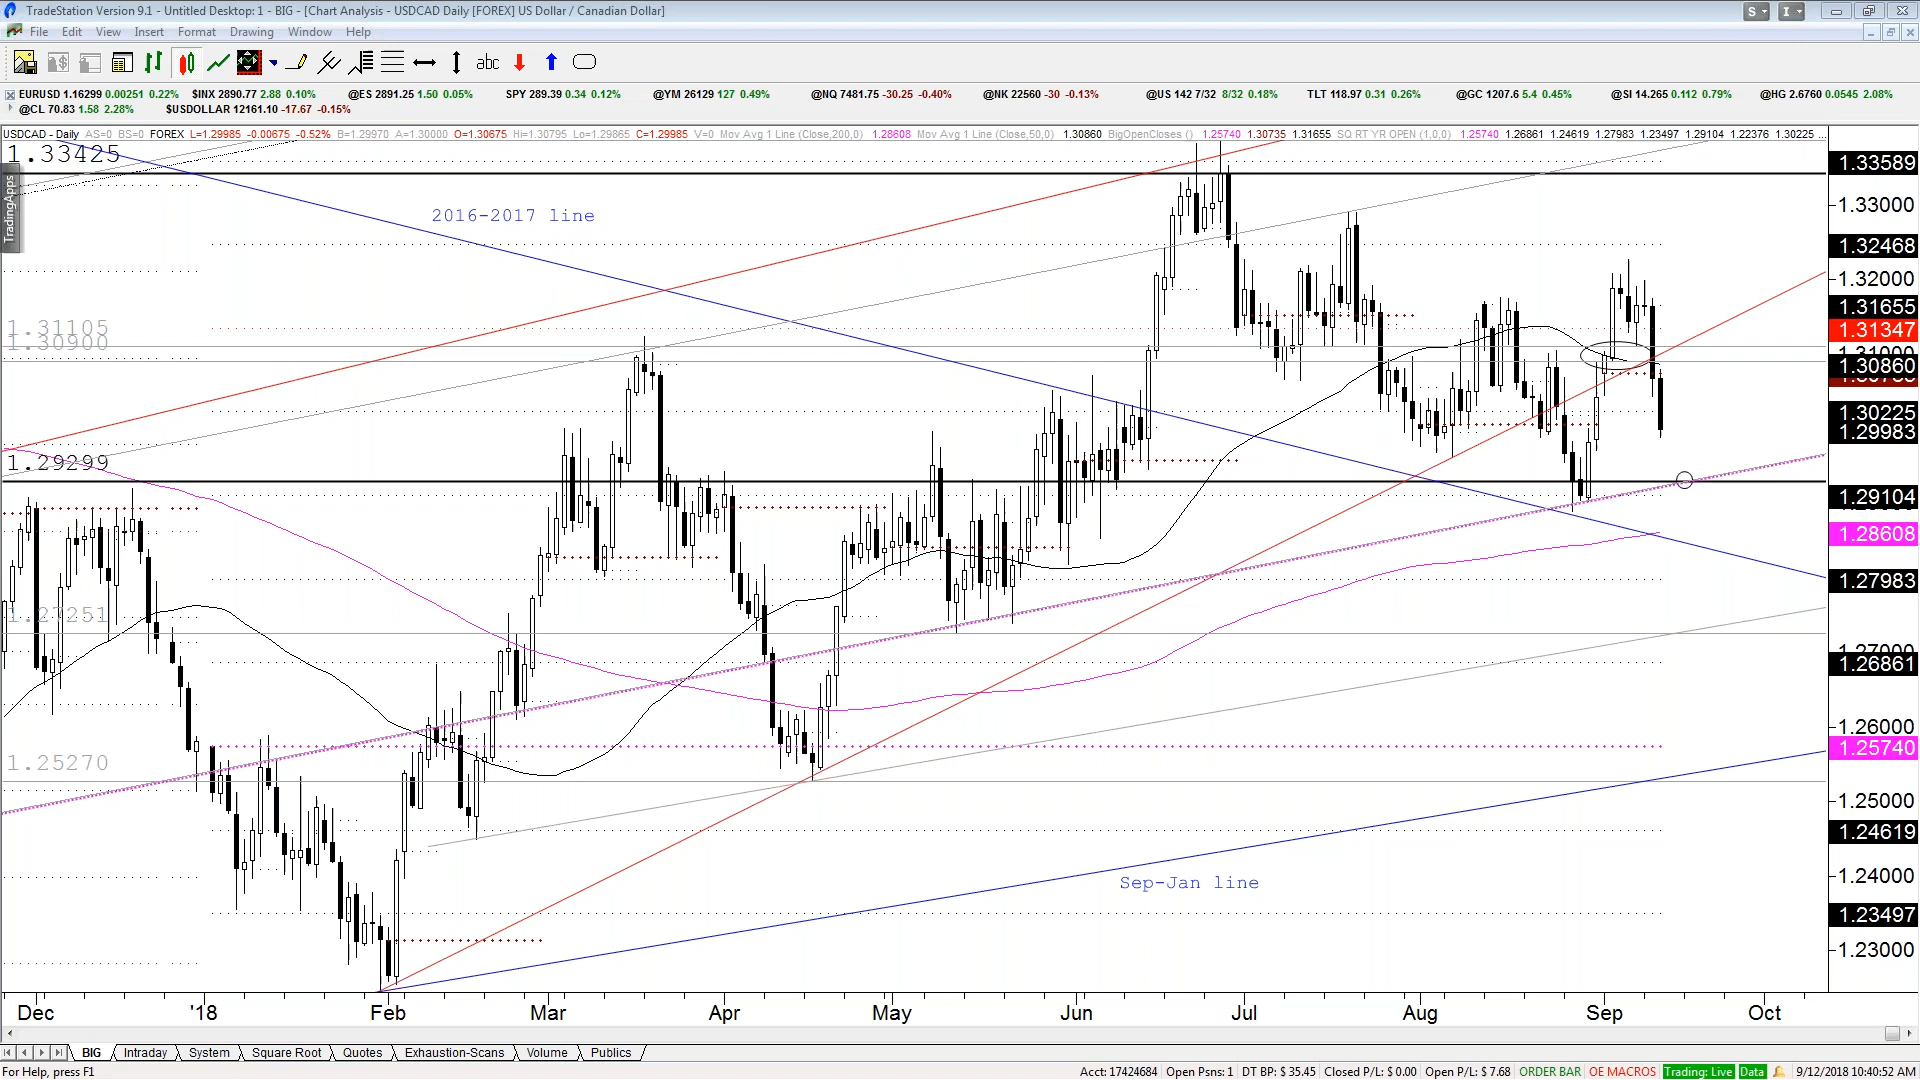 TradeStation Version 9.1 - Untitled Desktop: 1 - BIG - [Chart Analysis - USDCAD Daily [FOREX] US Dollar / Canadian Dollar]
S I
File Edit View Insert Format Drawing Window Help
abc
EURUSD 1.16299 0.00251 0.22% $INX 2890.77 2.88 0.10% @ES 2891.25 1.50 0.05% SPY 289.39 0.34 0.12% @YM 26129 127 0.49% @NQ 7481.75 -30.25 -0.40% @NK 22560 -30 -0.13% @US 142 7/32 8/32 0.18% TLT 118.97 0.31 0.26% @GC 1207.6 5.4 0.45% @SI 14.265 0.112 0.79% @HG 2.6760 0.0545 2.08%
@CL 70.83 1.58 2.28% $USDOLLAR 12161.10 -17.67 -0.15%
USDCAD - Daily AS=0 BS=0 FOREX L=1.29985 -0.00675 -0.52% B=1.29970 A=1.30000 O=1.30675 Hi=1.30795 Lo=1.29865 C=1.29985 V=0 Mov Avg 1 Line (Close,200,0) 1.28608 Mov Avg 1 Line (Close,50,0) 1.30860 BigOpenCloses () 1.25740 1.30735 1.31655 SQ RT YR OPEN (1,0,0) 1.25740 1.26861 1.24619 1.27983 1.23497 1.29104 1.22376 1.30225 ...
1.33425
1.33589
TradingApps
1.33000
2016-2017 line
1.32468
1.32000
1.31655
1.31105
1.31347
1.30900
1.30860
1.30225
1.29983
1.29299
1.29104
1.28608
1.27983
1.27251
1.27000
1.26861
1.26000
1.25740
1.25270
1.25000
1.24619
Sep-Jan line
1.24000
1.23497
1.23000
Dec '18 Feb Mar Apr May Jun Jul Aug Sep Oct
BIG Intraday System Square Root Quotes Exhaustion-Scans Volume Publics
For Help, press F1 Acct: 17424684 Open Psns: 1 DT BP: $ 35.45 Closed P/L: $ 0.00 Open P/L: $ 7.68 ORDER BAR OE MACROS Trading: Live Data 9/12/2018 10:40:52 AM